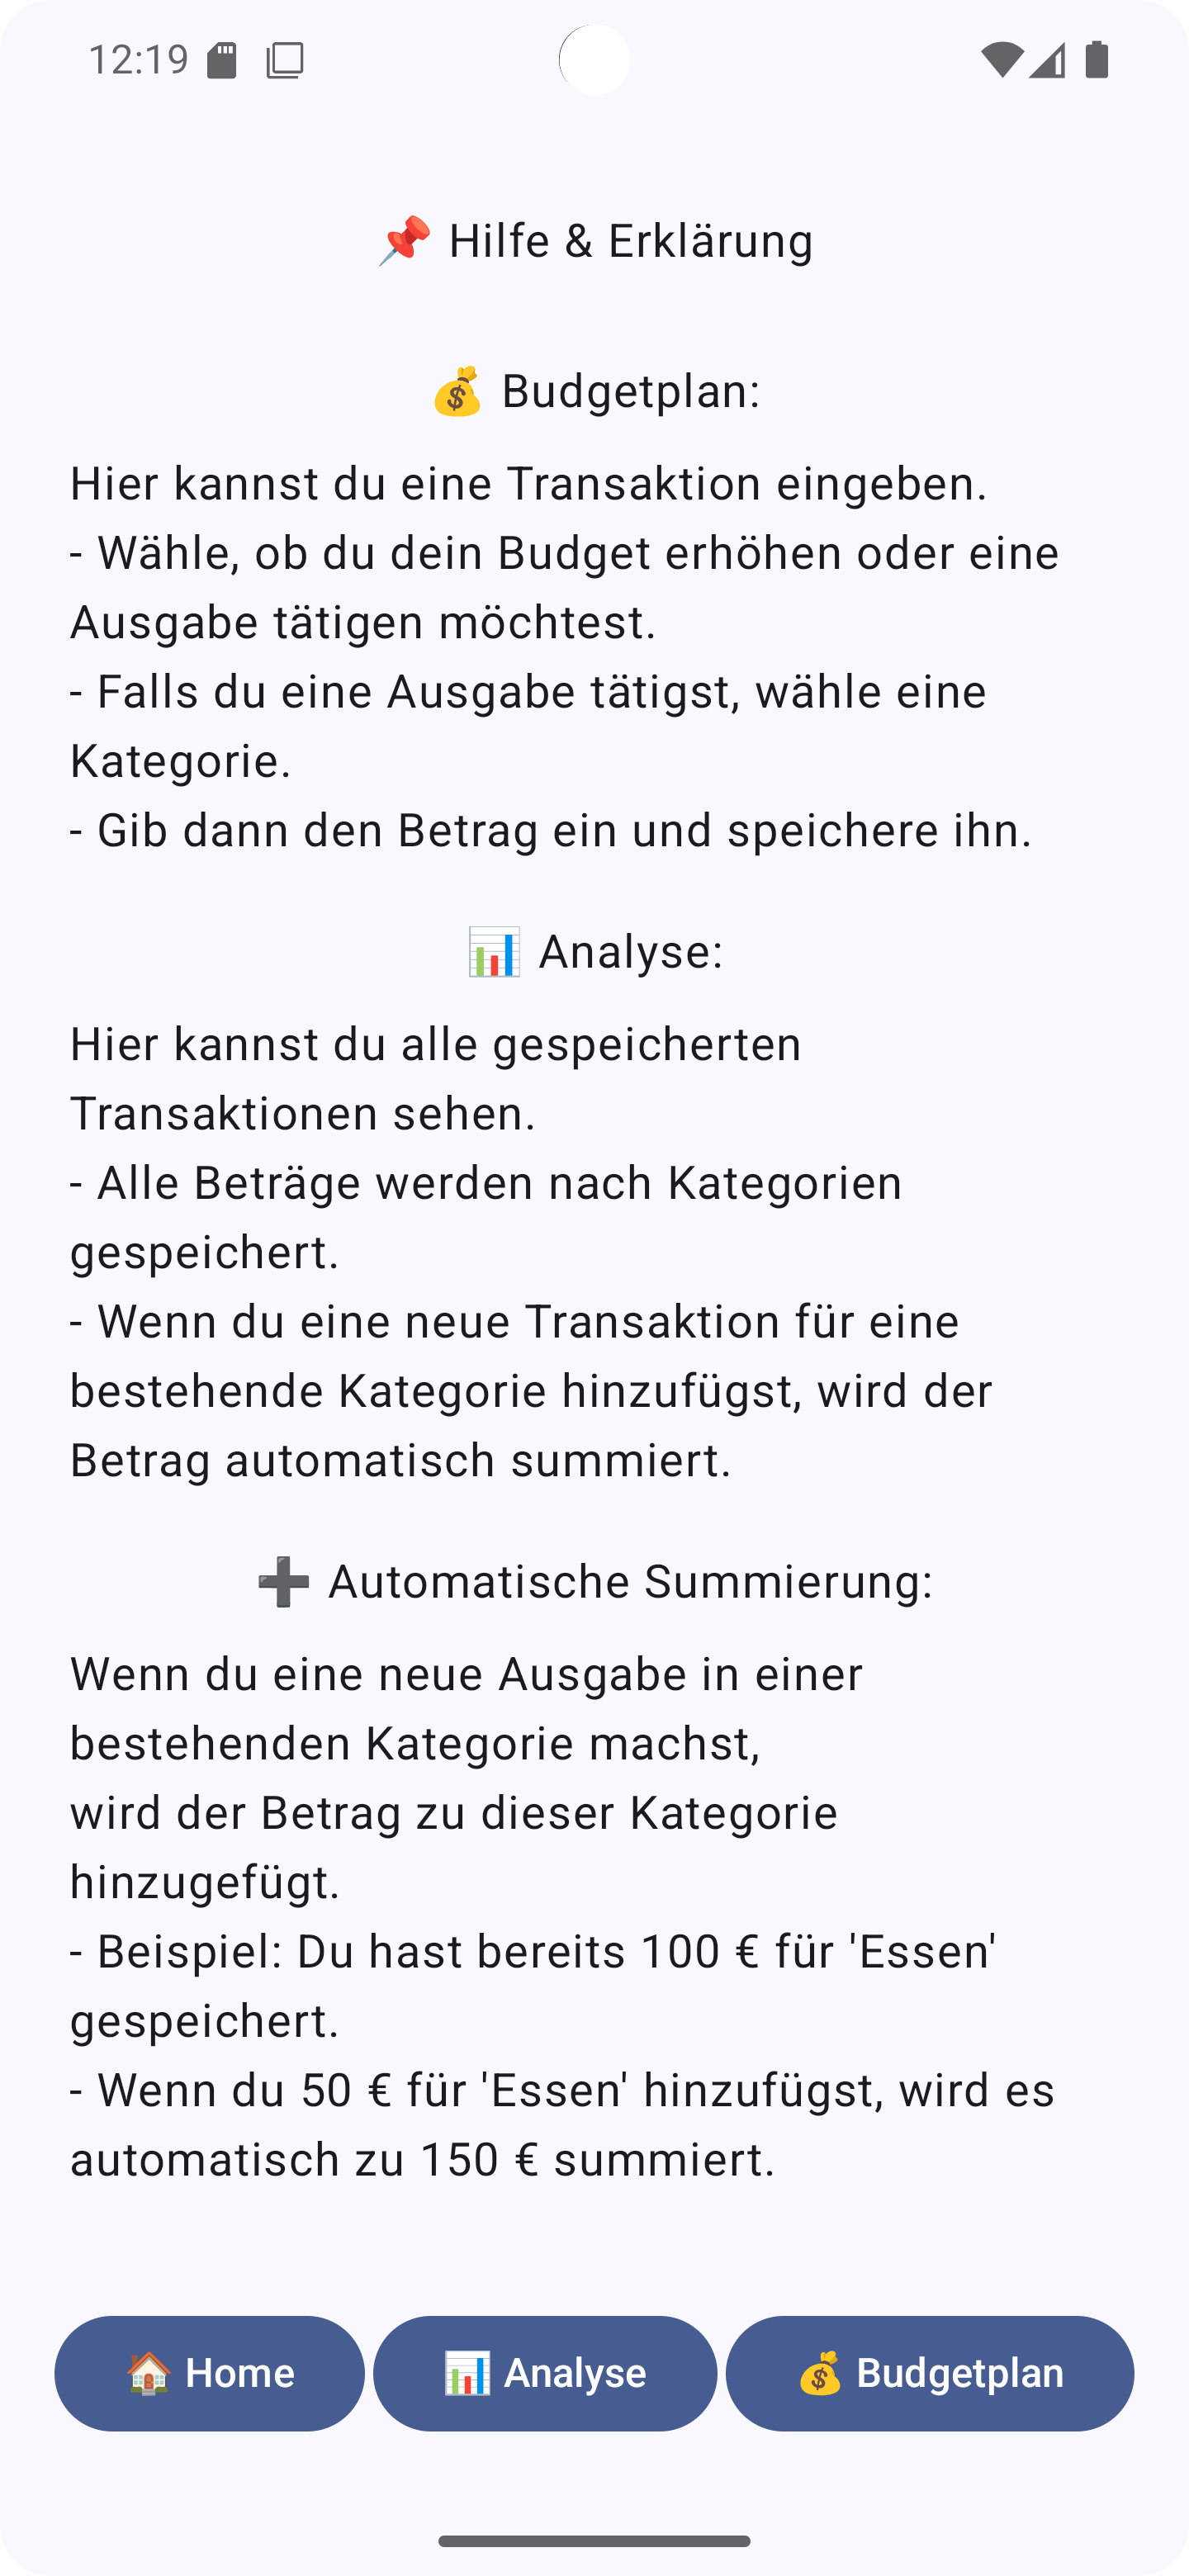 12:19
📌 Hilfe & Erklärung
💰 Budgetplan:
Hier kannst du eine Transaktion eingeben.
- Wähle, ob du dein Budget erhöhen oder eine
Ausgabe tätigen möchtest.
- Falls du eine Ausgabe tätigst, wähle eine
Kategorie.
- Gib dann den Betrag ein und speichere ihn.
📊 Analyse:
Hier kannst du alle gespeicherten
Transaktionen sehen.
- Alle Beträge werden nach Kategorien
gespeichert.
- Wenn du eine neue Transaktion für eine
bestehende Kategorie hinzufügst, wird der
Betrag automatisch summiert.
➕ Automatische Summierung:
Wenn du eine neue Ausgabe in einer
bestehenden Kategorie machst,
wird der Betrag zu dieser Kategorie
hinzugefügt.
- Beispiel: Du hast bereits 100 € für 'Essen'
gespeichert.
- Wenn du 50 € für 'Essen' hinzufügst, wird es
automatisch zu 150 € summiert.
🏠 Home 📊 Analyse 💰 Budgetplan